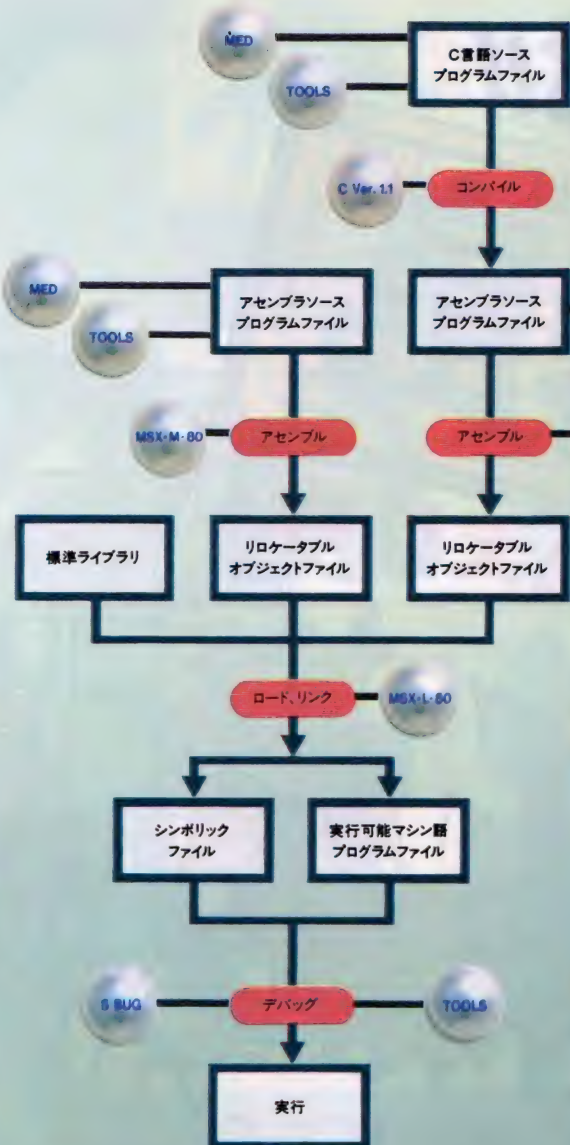 MED
C言語ソース
プログラムファイル
TOOLS
C Ver. 1.1
コンパイル
MED
アセンブラソース
プログラムファイル
アセンブラソース
プログラムファイル
TOOLS
MSX・M-80
アセンブル
アセンブル
標準ライブラリ
リロケータブル
オブジェクトファイル
リロケータブル
オブジェクトファイル
ロード、リンク
MSX・L-80
シンボリック
ファイル
実行可能マシン語
プログラムファイル
S BUG
デバッグ
TOOLS
実行